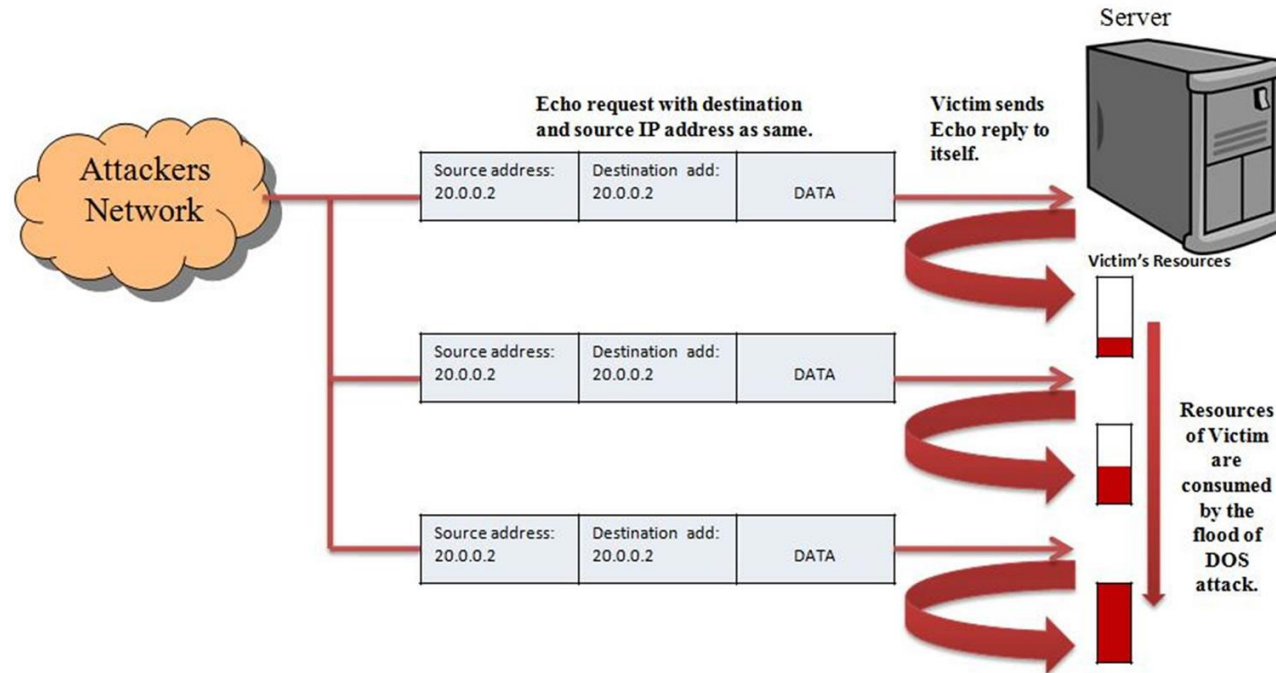 Server
Attackers
Network
Echo request with destination
and source IP address as same.
Victim sends
Echo reply to
itself.
Source address:
20.0.0.2
Destination add:
20.0.0.2
DATA
Victim's Resources
Source address:
20.0.0.2
Destination add:
20.0.0.2
DATA
Resources
of Victim
are
consumed
by the
flood of
DOS
attack.
Source address:
20.0.0.2
Destination add:
20.0.0.2
DATA